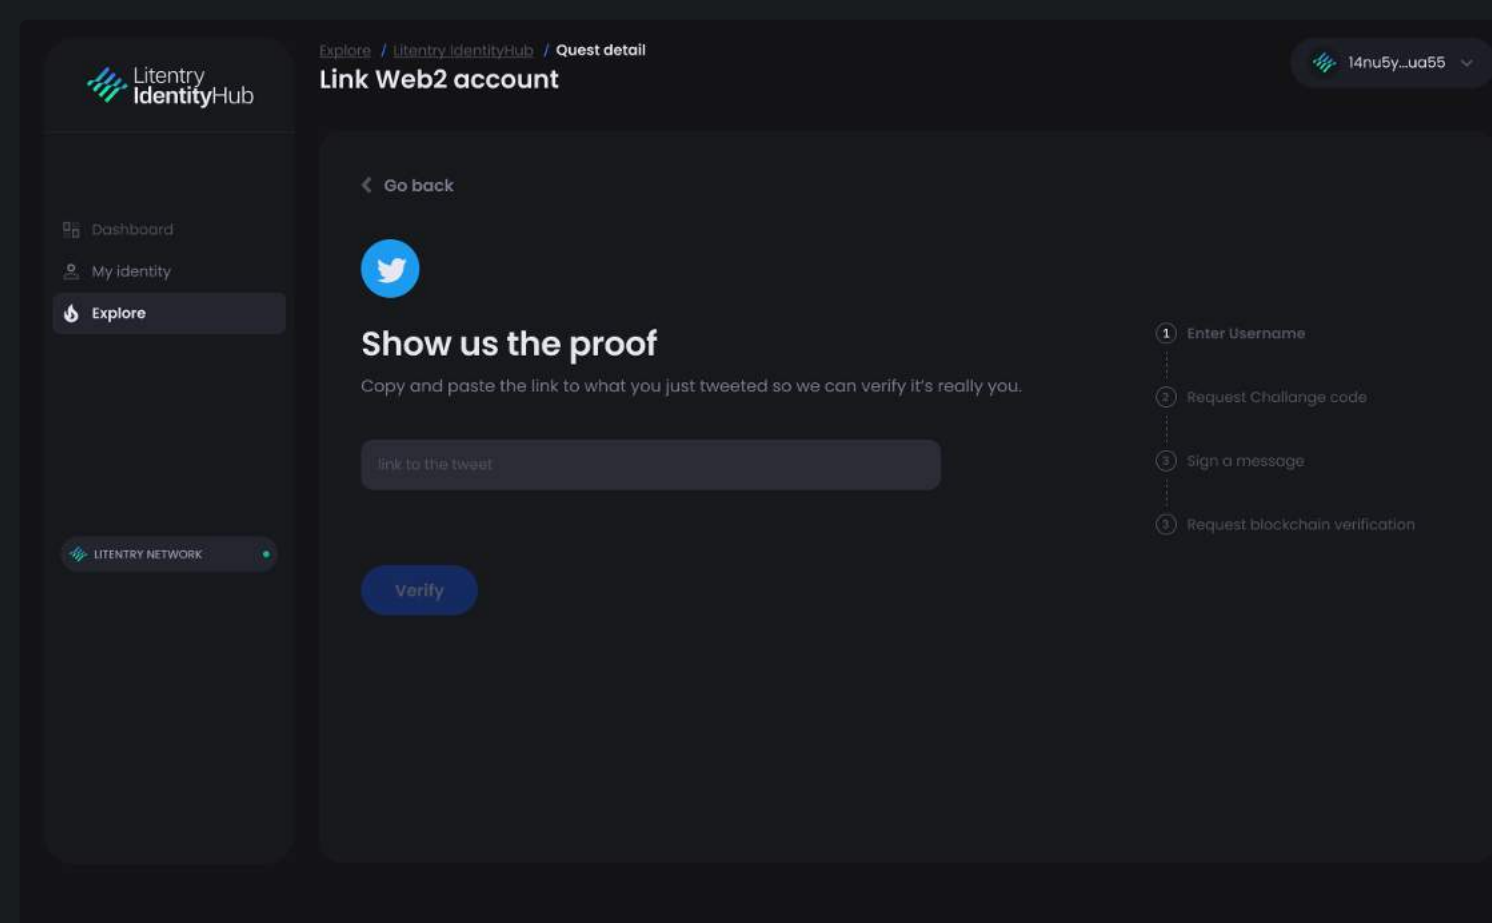 Litentry
IdentityHub
Explore / Litentry IdentityHub / Quest detail
Link Web2 account
14nu5y...ua55
Dashboard
My identity
Explore
LITENTRY NETWORK
Go back
Show us the proof
Copy and paste the link to what you just tweeted so we can verify it's really you.
link to the tweet
Verify
1 Enter Username
2 Request Challange code
3 Sign a message
3 Request blockchain verification